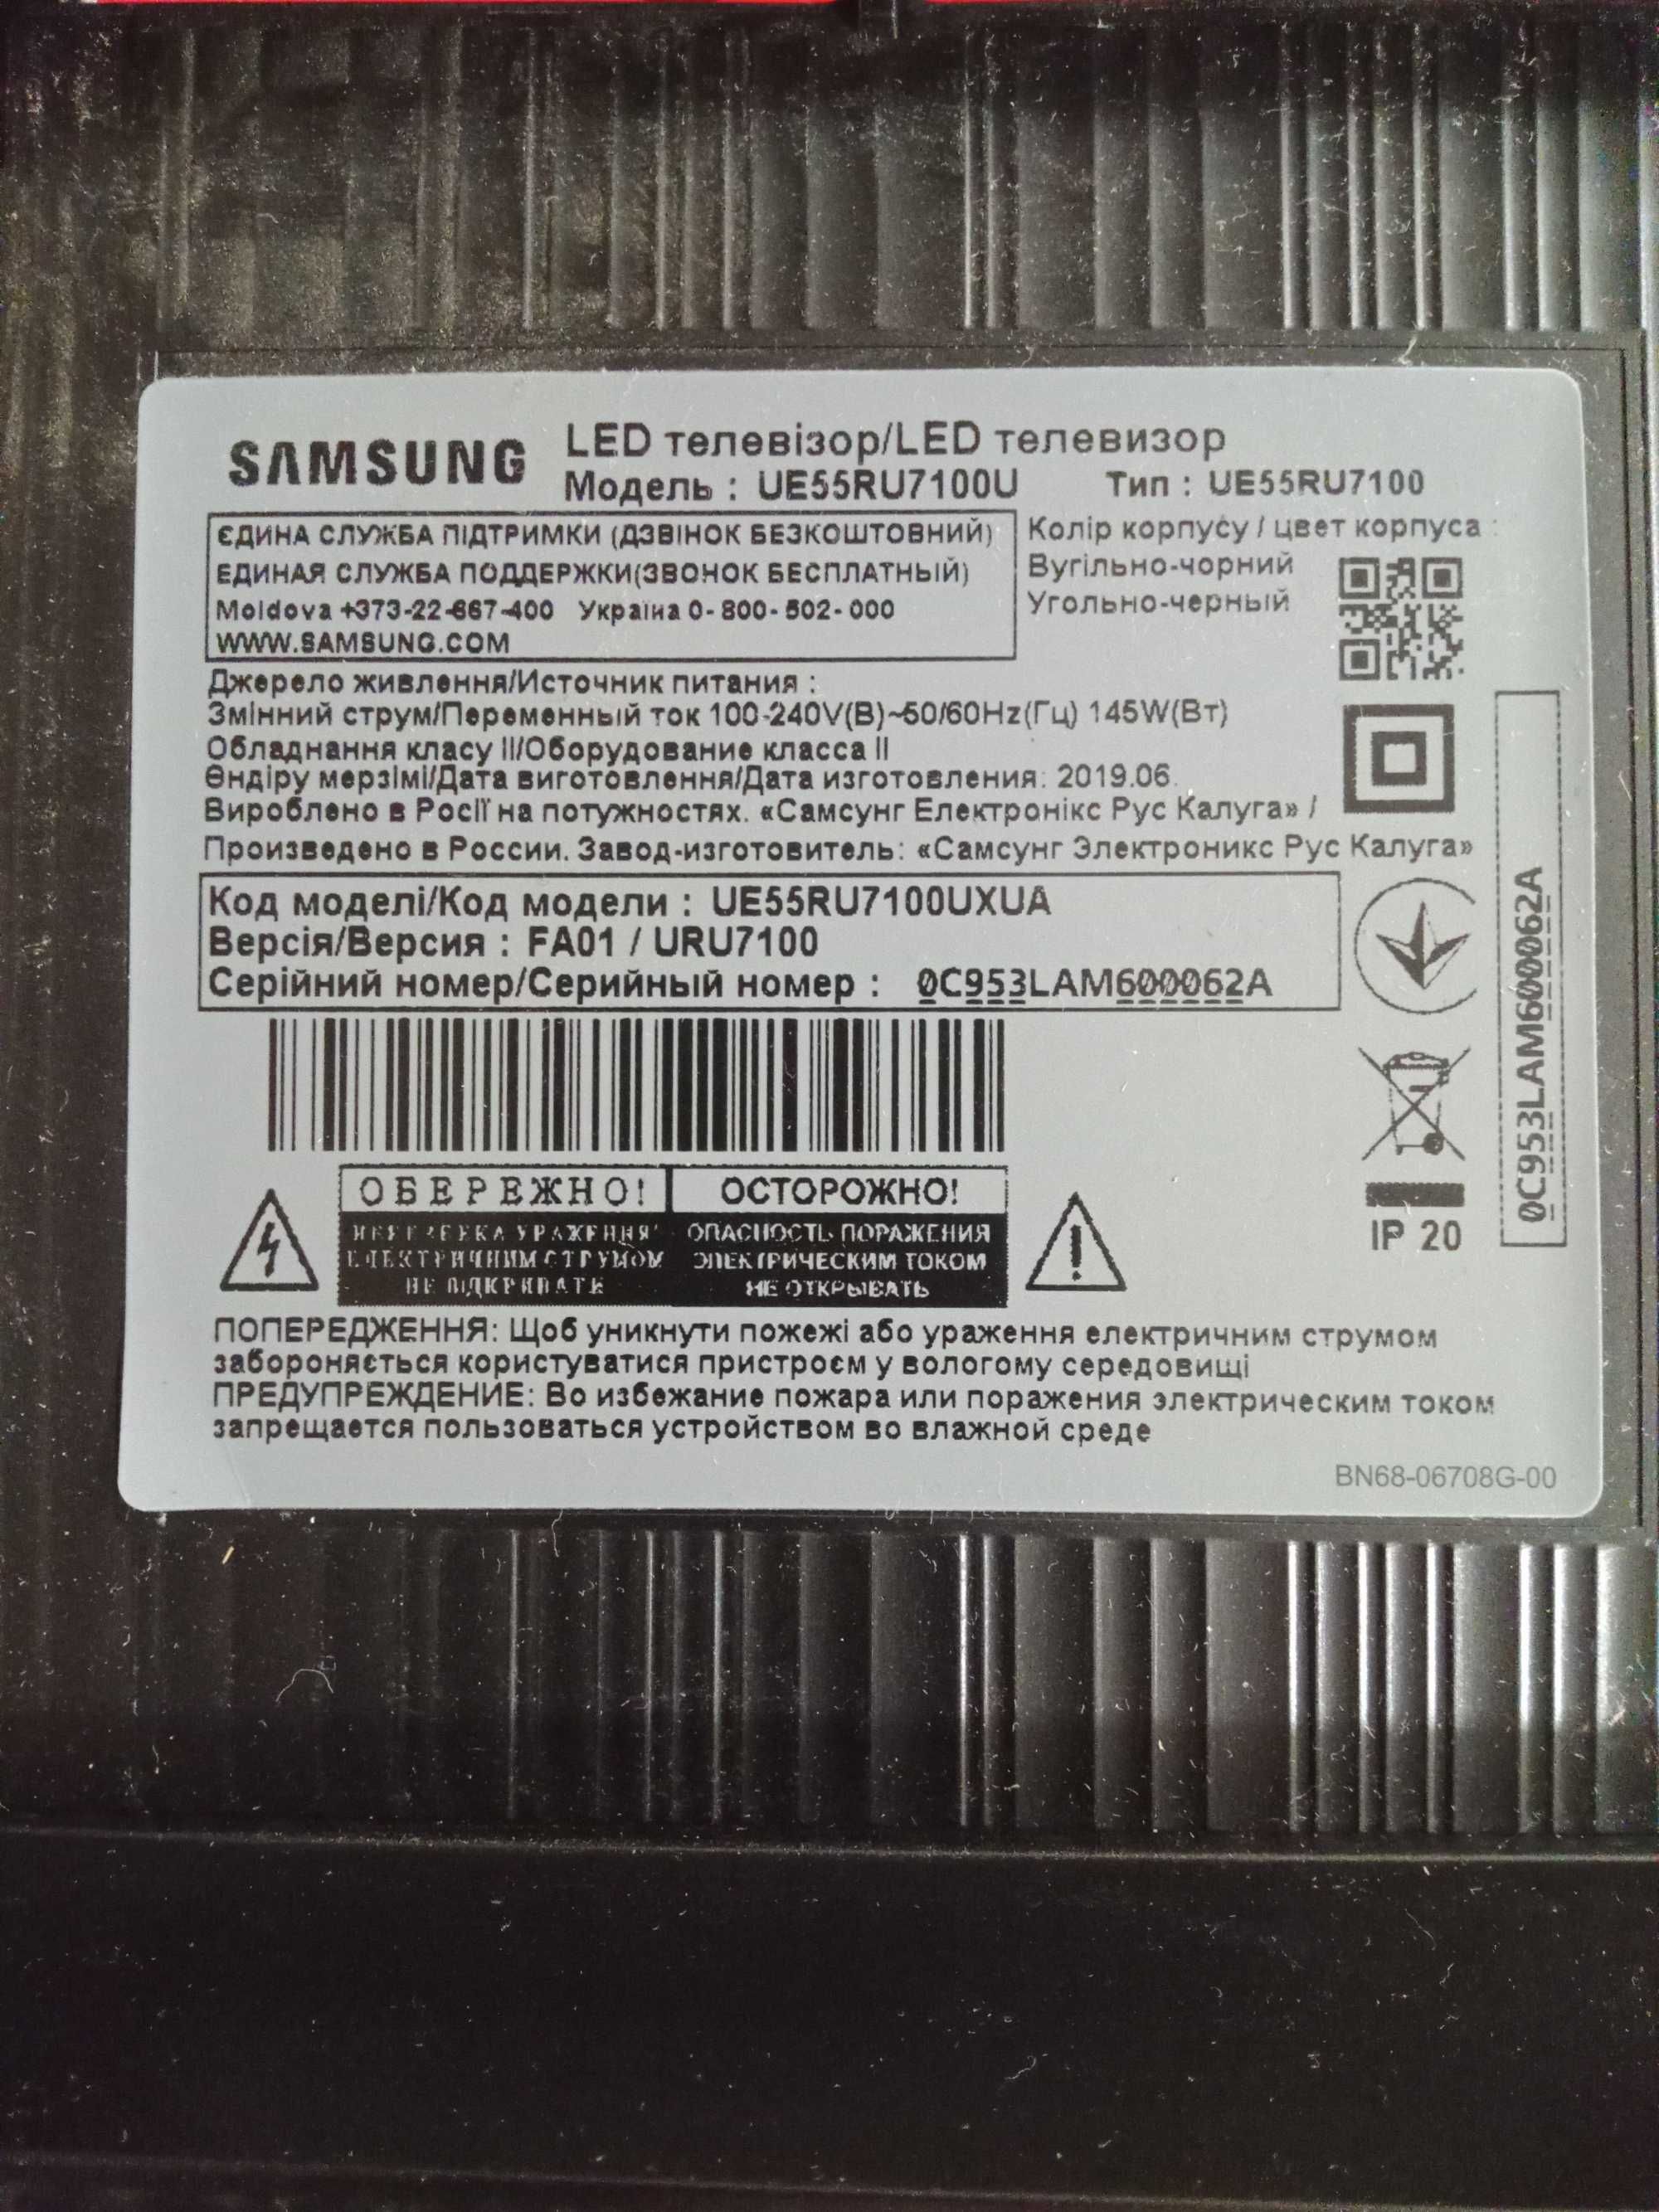 SAMSUNG
LED телевізор/LED телевизор
Модель : UE55RU7100U Тип : UE55RU7100
ЄДИНА СЛУЖБА ПІДТРИМКИ (ДЗВІНОК БЕЗКОШТОВНИЙ)
ЕДИНАЯ СЛУЖБА ПОДДЕРЖКИ(ЗВОНОК БЕСПЛАТНЫЙ)
Moldova +373-22-667-400 Україна 0-800-502-000
WWW.SAMSUNG.COM
Колір корпусу / цвет корпуса :
Вугільно-чорний
Угольно-черный
Джерело живлення/Источник питания :
Змінний струм/Переменный ток 100-240V(В)~50/60Hz(Гц) 145W(Вт)
Обладнання класу II/Оборудование класса II
Өндіру мерзімі/Дата виготовлення/Дата изготовления: 2019.06.
Вироблено в Росії на потужностях. «Самсунг Електронікс Рус Калуга» /
Произведено в России. Завод-изготовитель: «Самсунг Электроникс Рус Калуга»
Код моделі/Код модели : UE55RU7100UXUA
Версія/Версия : FA01 / URU7100
Серійний номер/Серийный номер : 0C953LAM600062A
0C953LAM600062A
IP 20
ОБЕРЕЖНО!
НЕБЕЗПЕКА УРАЖЕННЯ
ЕЛЕКТРИЧНИМ СТРУМОМ
НЕ ВІДКРИВАТИ
ОСТОРОЖНО!
ОПАСНОСТЬ ПОРАЖЕНИЯ
ЭЛЕКТРИЧЕСКИМ ТОКОМ
НЕ ОТКРЫВАТЬ
ПОПЕРЕДЖЕННЯ: Щоб уникнути пожежі або ураження електричним струмом
забороняється користуватися пристроєм у вологому середовищі
ПРЕДУПРЕЖДЕНИЕ: Во избежание пожара или поражения электрическим током
запрещается пользоваться устройством во влажной среде
BN68-06708G-00